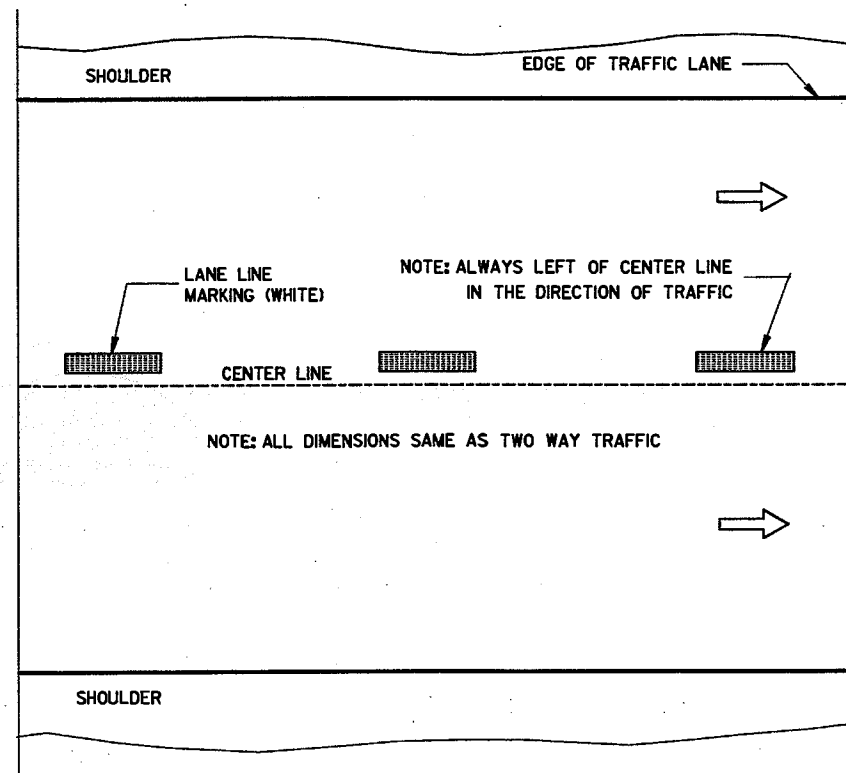 SHOULDER
EDGE OF TRAFFIC LANE
LANE LINE
MARKING (WHITE)
NOTE: ALWAYS LEFT OF CENTER LINE
IN THE DIRECTION OF TRAFFIC
CENTER LINE
NOTE: ALL DIMENSIONS SAME AS TWO WAY TRAFFIC
SHOULDER